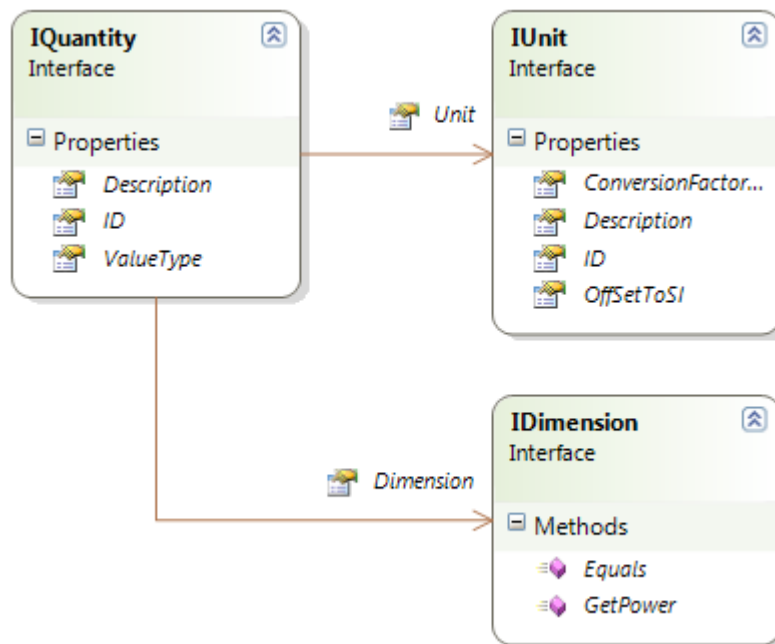 IQuantity
Interface
Properties
Description
ID
ValueType
Unit
IUnit
Interface
Properties
ConversionFactor...
Description
ID
OffSetToSI
Dimension
IDimension
Interface
Methods
Equals
GetPower